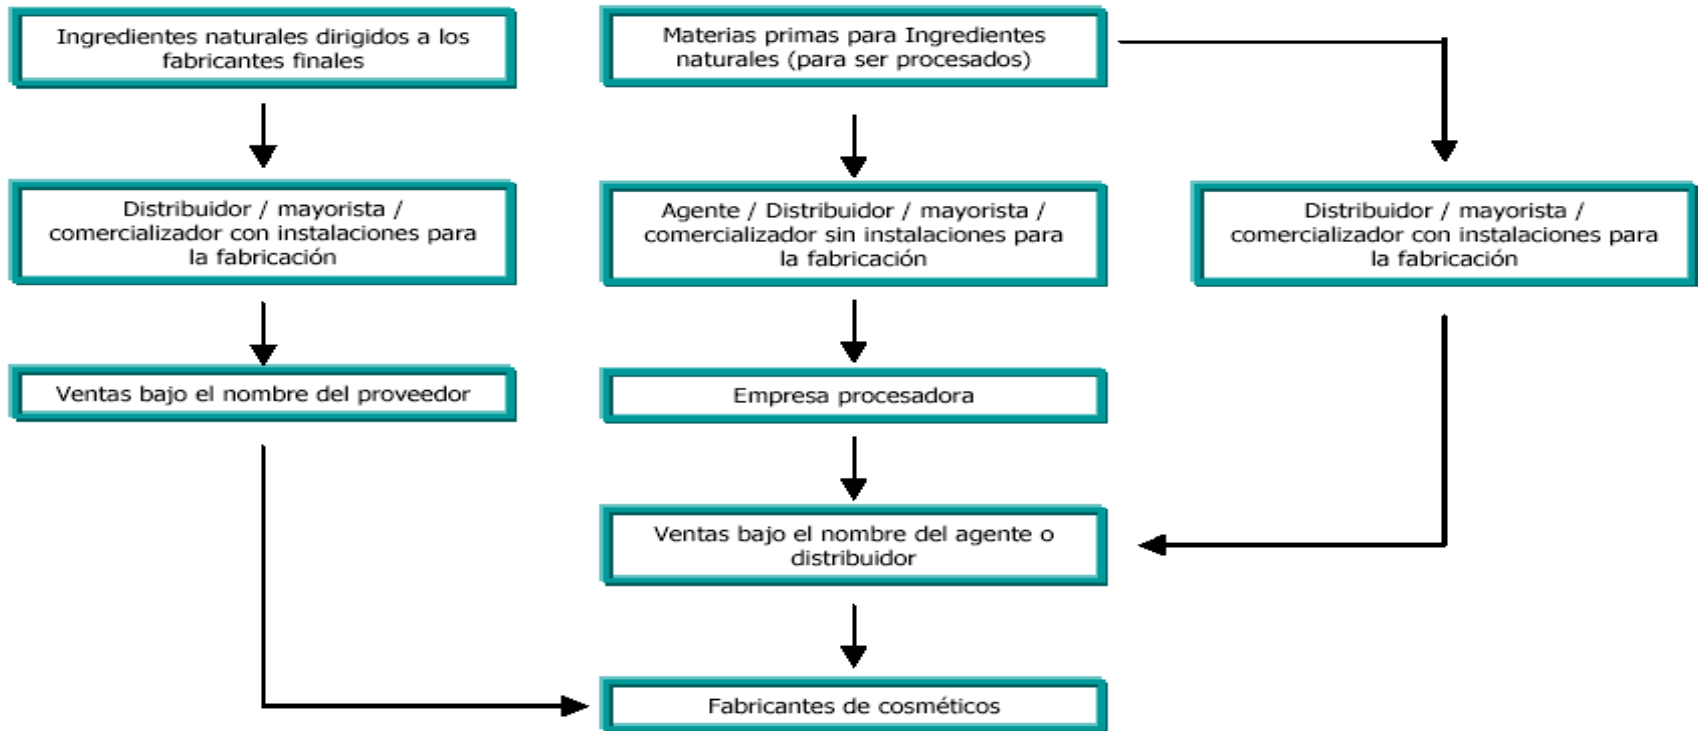 Ingredientes naturales dirigidos a los
fabricantes finales
Materias primas para Ingredientes
naturales (para ser procesados)
Distribuidor / mayorista /
comercializador con instalaciones para
la fabricación
Agente / Distribuidor / mayorista /
comercializador sin instalaciones para
la fabricación
Distribuidor / mayorista /
comercializador con instalaciones para
la fabricación
Ventas bajo el nombre del proveedor
Empresa procesadora
Ventas bajo el nombre del agente o
distribuidor
Fabricantes de cosméticos